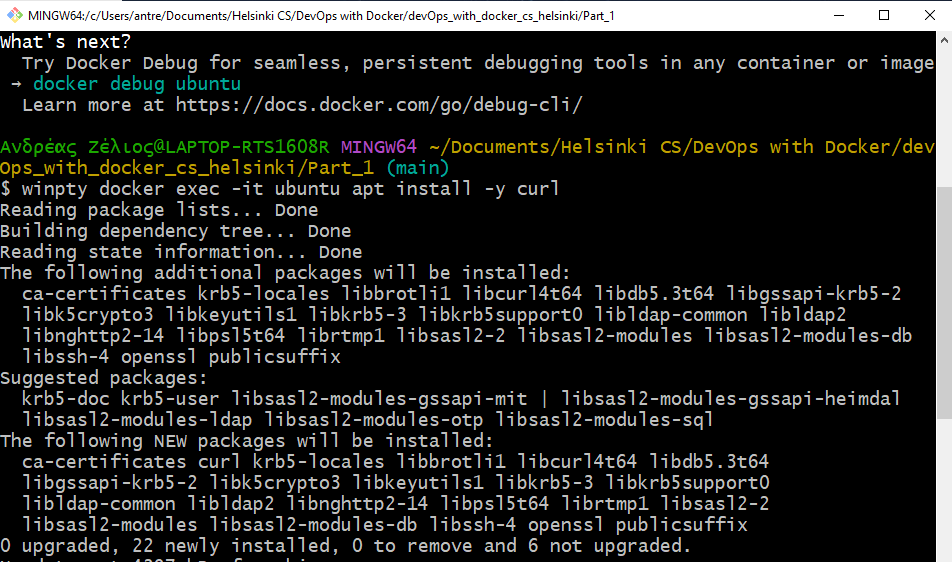 MINGW64:/c/Users/antre/Documents/Helsinki CS/DevOps with Docker/devOps_with_docker_cs_helsinki/Part_1
What's next?
  Try Docker Debug for seamless, persistent debugging tools in any container or image
 → docker debug ubuntu
  Learn more at https://docs.docker.com/go/debug-cli/
Ανδρέας Ζέλιος@LAPTOP-RTS1608R MINGW64 ~/Documents/Helsinki CS/DevOps with Docker/dev
Ops_with_docker_cs_helsinki/Part_1 (main)
$ winpty docker exec -it ubuntu apt install -y curl
Reading package lists... Done
Building dependency tree... Done
Reading state information... Done
The following additional packages will be installed:
  ca-certificates krb5-locales libbrotli1 libcurl4t64 libdb5.3t64 libgssapi-krb5-2
  libk5crypto3 libkeyutils1 libkrb5-3 libkrb5support0 libldap-common libldap2
  libnghttp2-14 libpsl5t64 librtmp1 libsasl2-2 libsasl2-modules libsasl2-modules-db
  libssh-4 openssl publicsuffix
Suggested packages:
  krb5-doc krb5-user libsasl2-modules-gssapi-mit | libsasl2-modules-gssapi-heimdal
  libsasl2-modules-ldap libsasl2-modules-otp libsasl2-modules-sql
The following NEW packages will be installed:
  ca-certificates curl krb5-locales libbrotli1 libcurl4t64 libdb5.3t64
  libgssapi-krb5-2 libk5crypto3 libkeyutils1 libkrb5-3 libkrb5support0
  libldap-common libldap2 libnghttp2-14 libpsl5t64 librtmp1 libsasl2-2
  libsasl2-modules libsasl2-modules-db libssh-4 openssl publicsuffix
0 upgraded, 22 newly installed, 0 to remove and 6 not upgraded.